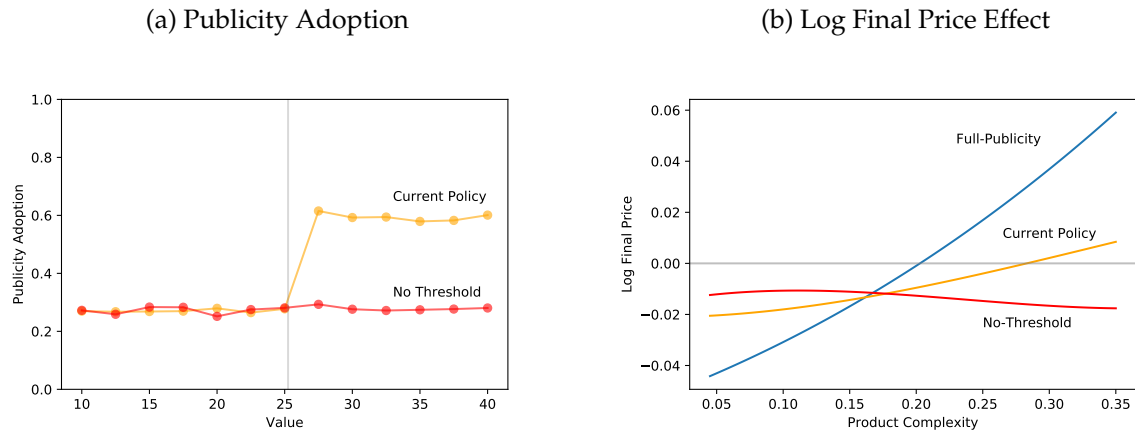 (a) Publicity Adoption
1.0
0.8
0.6
0.4
0.2
0.0
Publicity Adoption
Current Policy
No Threshold
10 15 20 25 30 35 40
Value
(b) Log Final Price Effect
0.06
0.04
0.02
0.00
−0.02
−0.04
Log Final Price
Full-Publicity
Current Policy
No-Threshold
0.05 0.10 0.15 0.20 0.25 0.30 0.35
Product Complexity